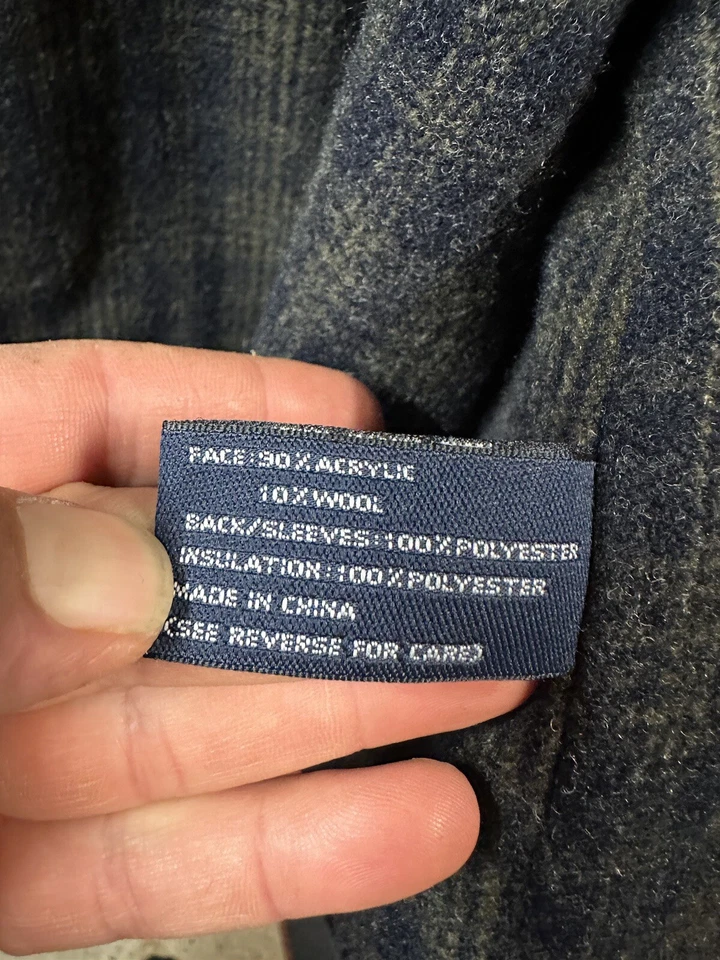 FACE:90%ACRYLIC
10%WOOL
BACK/SLEEVES:100%POLYESTER
INSULATION:100%POLYESTER
MADE IN CHINA
(SEE REVERSE FOR CARE)